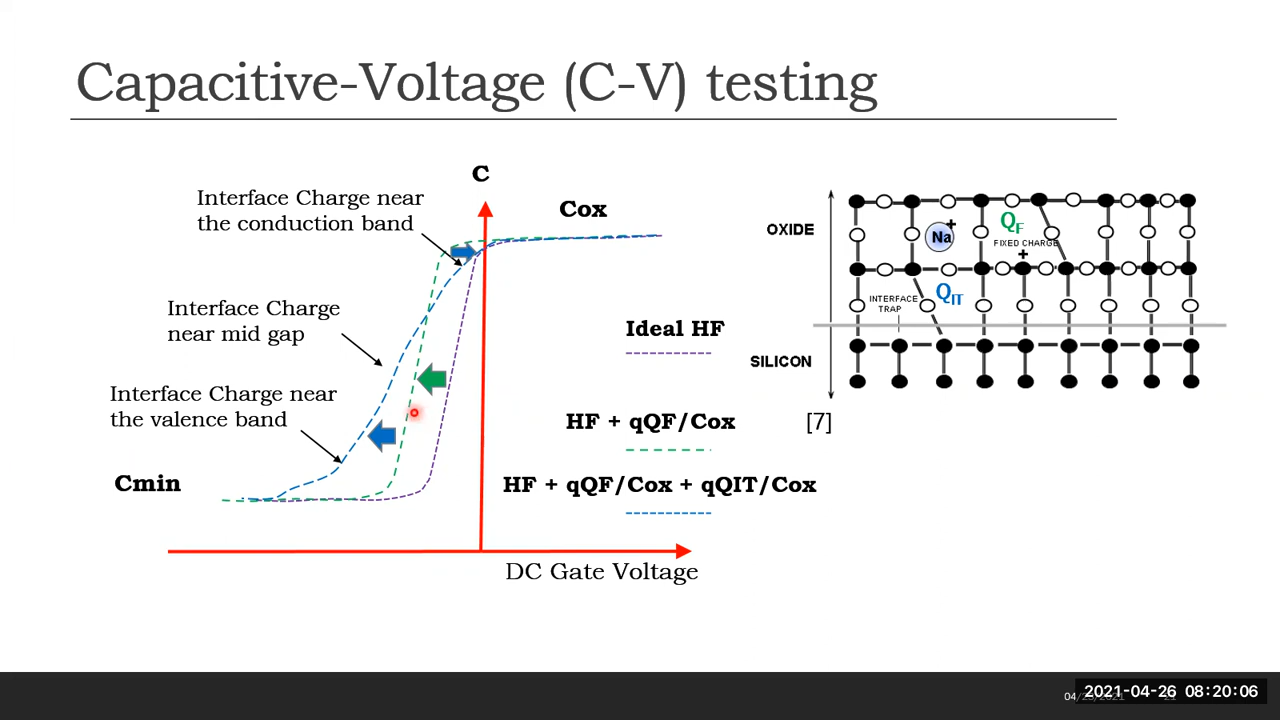 Capacitive-Voltage (C-V) testing
C
Interface Charge near
the conduction band
Cox
Interface Charge
near mid gap
Interface Charge near
the valence band
Cmin
Ideal HF
HF + qQF/Cox
HF + qQF/Cox + qQIT/Cox
DC Gate Voltage
OXIDE
Na
+
QF
FIXED CHARGE
+
QIT
INTERFACE
TRAP
SILICON
[7]
2021-04-26 08:20:06